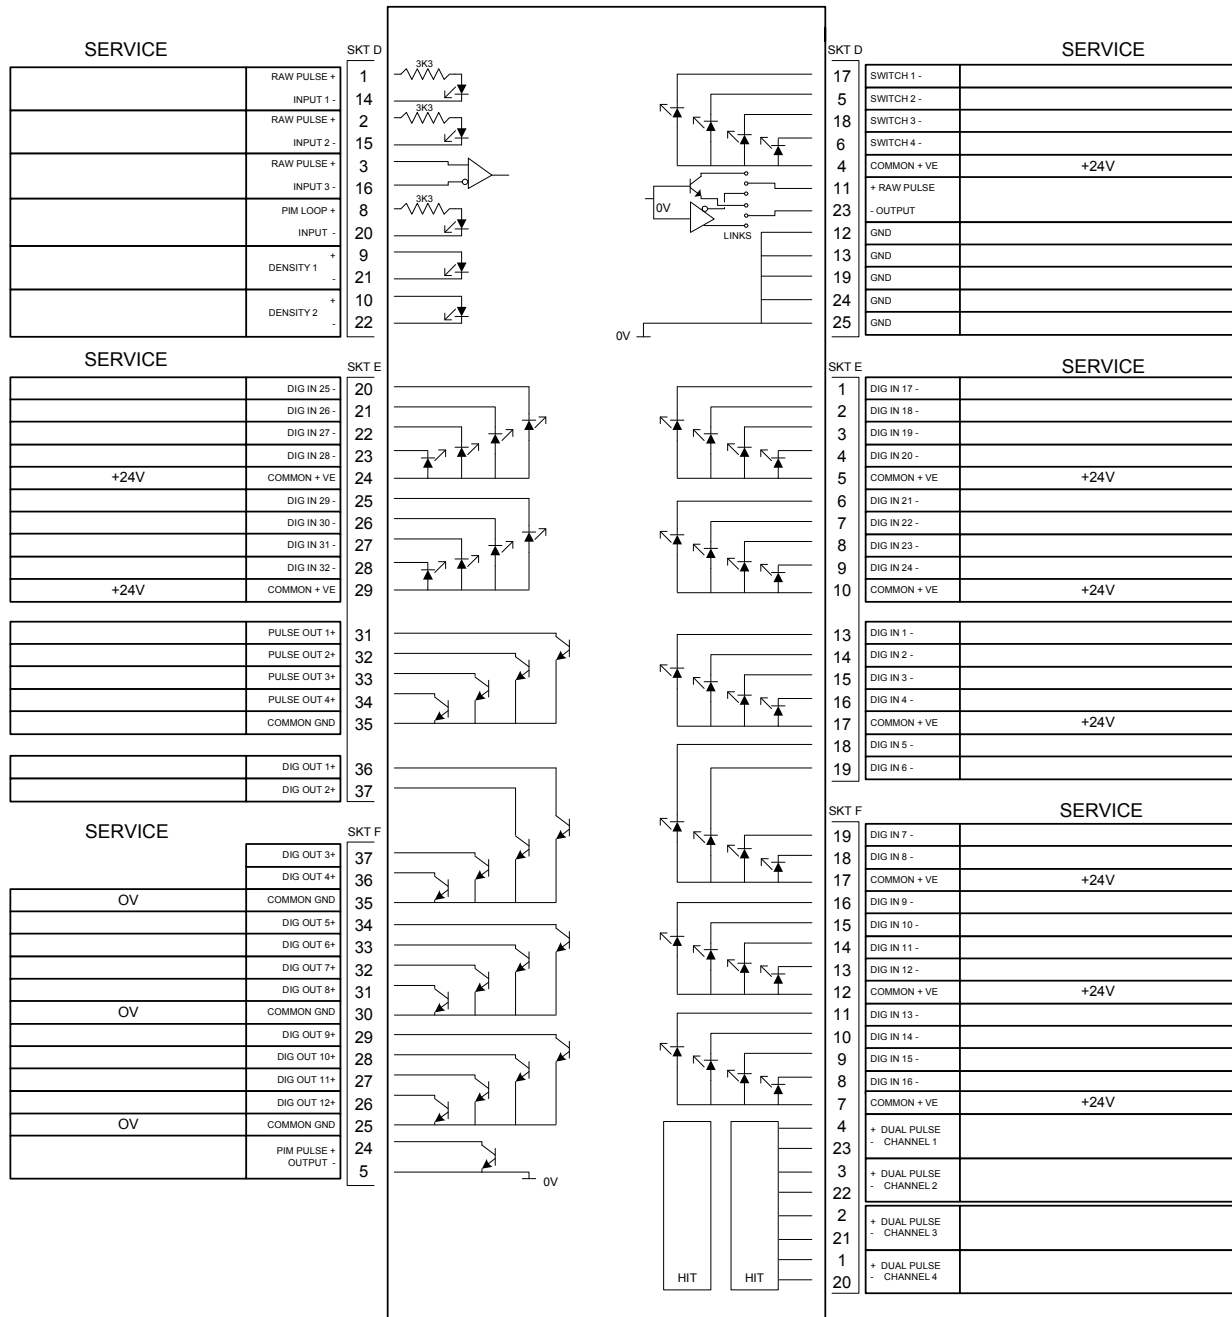 SERVICE
SKT D
RAW PULSE + 1
INPUT 1 - 14
RAW PULSE + 2
INPUT 2 - 15
RAW PULSE + 3
INPUT 3 - 16
PIM LOOP + 8
INPUT - 20
+ 9
DENSITY 1
- 21
+ 10
DENSITY 2
- 22
3K3
3K3
3K3
SERVICE
SKT E
DIG IN 25 - 20
DIG IN 26 - 21
DIG IN 27 - 22
DIG IN 28 - 23
+24V COMMON + VE 24
DIG IN 29 - 25
DIG IN 30 - 26
DIG IN 31 - 27
DIG IN 32 - 28
+24V COMMON + VE 29
PULSE OUT 1+ 31
PULSE OUT 2+ 32
PULSE OUT 3+ 33
PULSE OUT 4+ 34
COMMON GND 35
DIG OUT 1+ 36
DIG OUT 2+ 37
SERVICE
SKT F
DIG OUT 3+ 37
DIG OUT 4+ 36
OV COMMON GND 35
DIG OUT 5+ 34
DIG OUT 6+ 33
DIG OUT 7+ 32
DIG OUT 8+ 31
OV COMMON GND 30
DIG OUT 9+ 29
DIG OUT 10+ 28
DIG OUT 11+ 27
DIG OUT 12+ 26
OV COMMON GND 25
PIM PULSE + 24
OUTPUT - 5
0V
SKT D
SERVICE
17 SWITCH 1 -
5 SWITCH 2 -
18 SWITCH 3 -
6 SWITCH 4 -
4 COMMON + VE +24V
11 + RAW PULSE
23 - OUTPUT
12 GND
13 GND
19 GND
24 GND
25 GND
0V
LINKS
0V
SKT E
SERVICE
1 DIG IN 17 -
2 DIG IN 18 -
3 DIG IN 19 -
4 DIG IN 20 -
5 COMMON + VE +24V
6 DIG IN 21 -
7 DIG IN 22 -
8 DIG IN 23 -
9 DIG IN 24 -
10 COMMON + VE +24V
13 DIG IN 1 -
14 DIG IN 2 -
15 DIG IN 3 -
16 DIG IN 4 -
17 COMMON + VE +24V
18 DIG IN 5 -
19 DIG IN 6 -
SKT F
SERVICE
19 DIG IN 7 -
18 DIG IN 8 -
17 COMMON + VE +24V
16 DIG IN 9 -
15 DIG IN 10 -
14 DIG IN 11 -
13 DIG IN 12 -
12 COMMON + VE +24V
11 DIG IN 13 -
10 DIG IN 14 -
9 DIG IN 15 -
8 DIG IN 16 -
7 COMMON + VE +24V
4 + DUAL PULSE
23 - CHANNEL 1
3 + DUAL PULSE
22 - CHANNEL 2
2 + DUAL PULSE
21 - CHANNEL 3
1 + DUAL PULSE
20 - CHANNEL 4
HIT
HIT